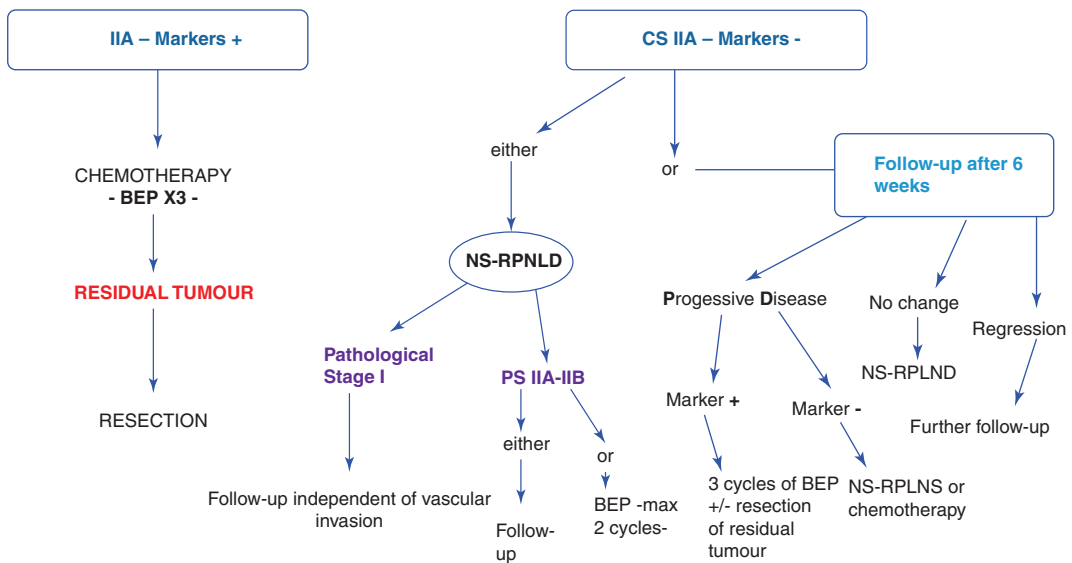 IIA – Markers +
CHEMOTHERAPY
- BEP X3 -
RESIDUAL TUMOUR
RESECTION
CS IIA – Markers -
either
or
NS-RPNLD
Pathological
Stage I
Follow-up independent of vascular
invasion
PS IIA-IIB
either
Follow-
up
or
BEP -max
2 cycles-
Follow-up after 6
weeks
Progessive Disease
Marker +
3 cycles of BEP
+/- resection
of residual
tumour
Marker -
NS-RPLNS or
chemotherapy
No change
NS-RPLND
Regression
Further follow-up